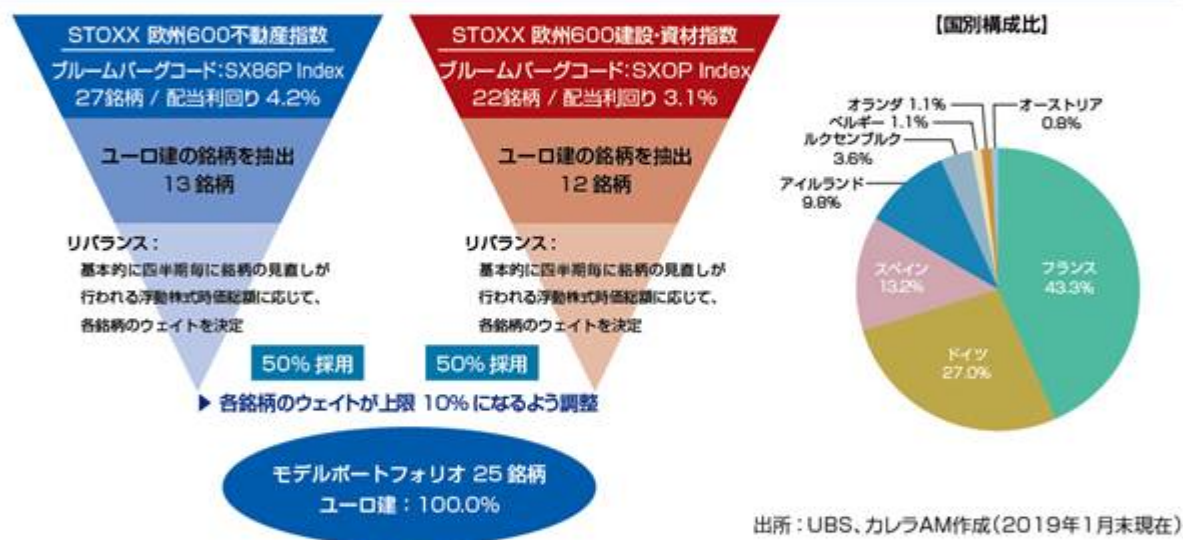 STOXX 欧州600不動産指数
ブルームバーグコード:SX86P Index
27銘柄 / 配当利回り 4.2%
ユーロ建の銘柄を抽出
13 銘柄
リバランス:
基本的に四半期毎に銘柄の見直しが
行われる浮動株式時価総額に応じて、
各銘柄のウェイトを決定
50% 採用
STOXX 欧州600建設・資材指数
ブルームバーグコード:SXOP Index
22銘柄 / 配当利回り 3.1%
ユーロ建の銘柄を抽出
12 銘柄
リバランス:
基本的に四半期毎に銘柄の見直しが
行われる浮動株式時価総額に応じて、
各銘柄のウェイトを決定
50% 採用
▶ 各銘柄のウェイトが上限 10% になるよう調整
モデルポートフォリオ 25 銘柄
ユーロ建:100.0%
【国別構成比】
オランダ 1.1%
ベルギー 1.1%
ルクセンブルク
3.6%
アイルランド
9.8%
スペイン
13.2%
ドイツ
27.0%
フランス
43.3%
オーストリア
0.8%
出所:UBS、カレラAM作成(2019年1月末現在)